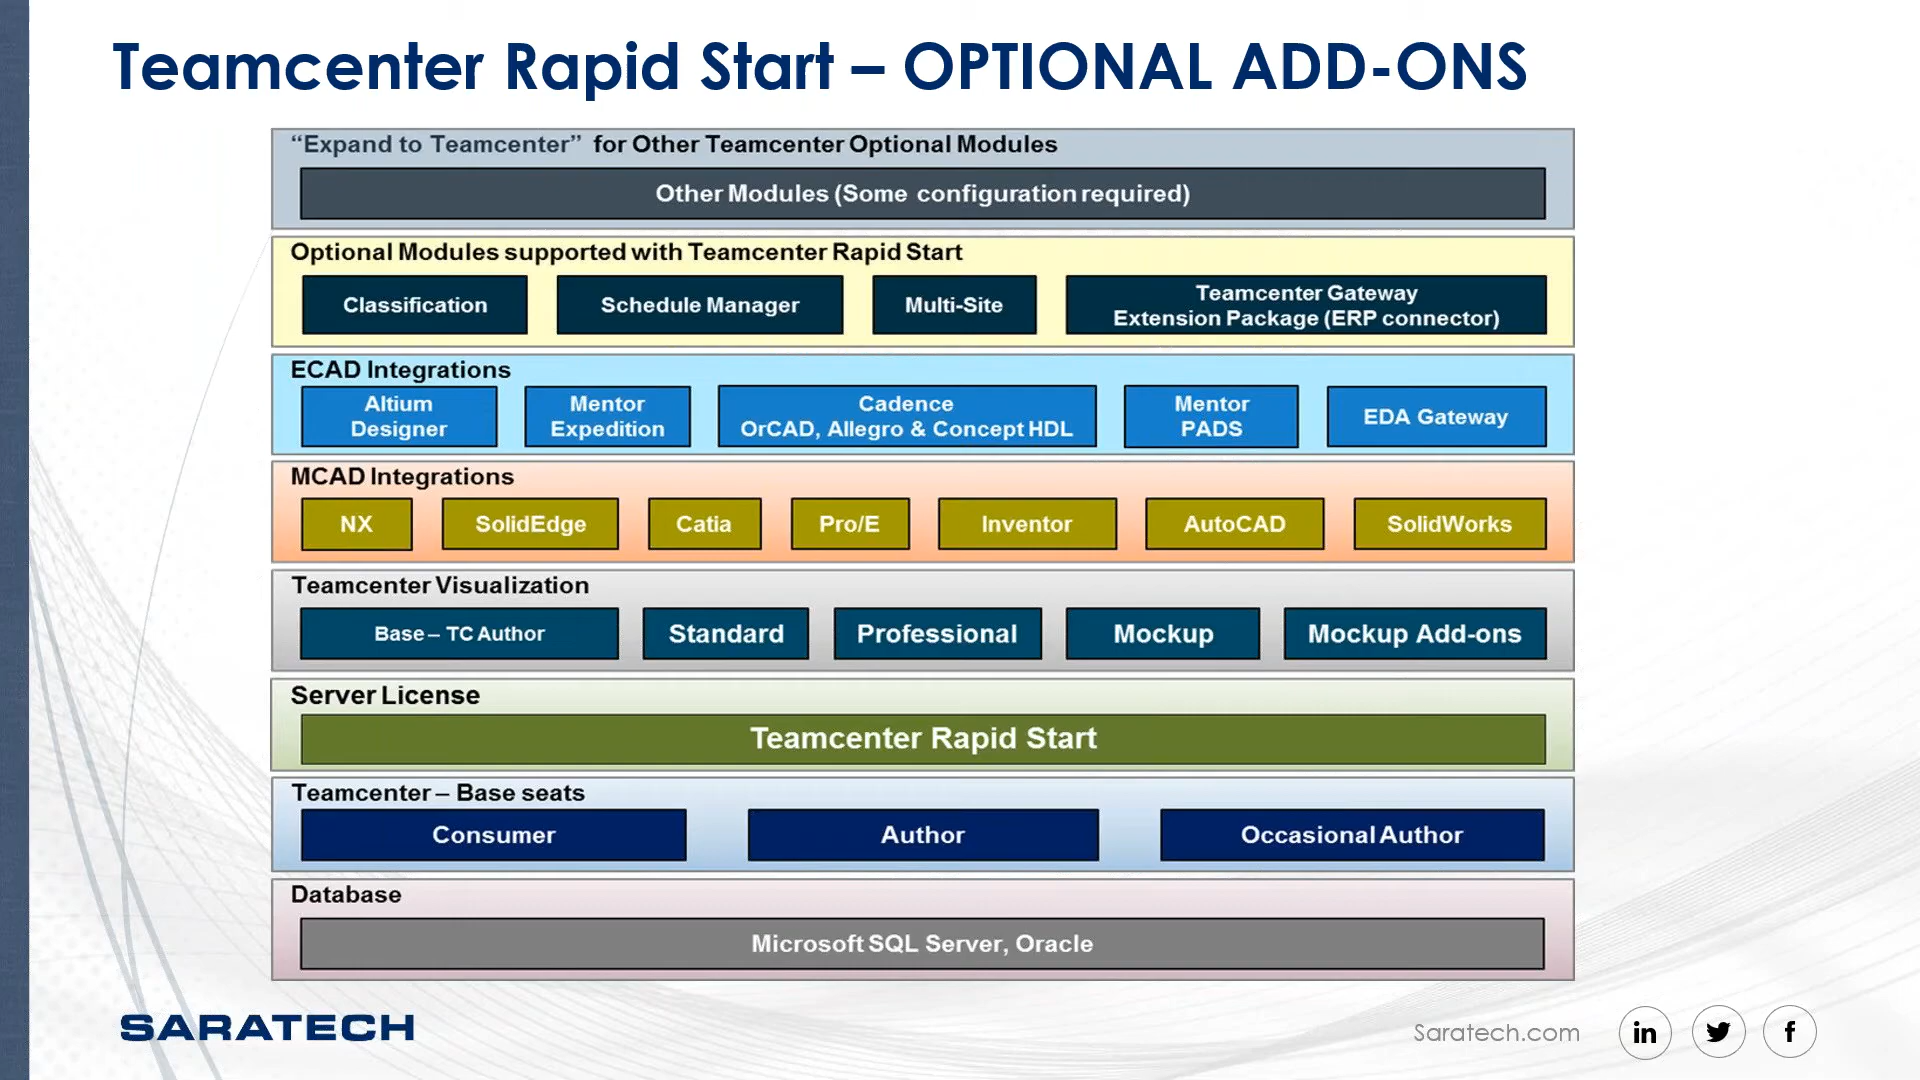 Teamcenter Rapid Start – OPTIONAL ADD-ONS
“Expand to Teamcenter” for Other Teamcenter Optional Modules
Other Modules (Some configuration required)
Optional Modules supported with Teamcenter Rapid Start
Classification
Schedule Manager
Multi-Site
Teamcenter Gateway
Extension Package (ERP connector)
ECAD Integrations
Altium
Designer
Mentor
Expedition
Cadence
OrCAD, Allegro & Concept HDL
Mentor
PADS
EDA Gateway
MCAD Integrations
NX
SolidEdge
Catia
Pro/E
Inventor
AutoCAD
SolidWorks
Teamcenter Visualization
Base – TC Author
Standard
Professional
Mockup
Mockup Add-ons
Server License
Teamcenter Rapid Start
Teamcenter – Base seats
Consumer
Author
Occasional Author
Database
Microsoft SQL Server, Oracle
SARATECH
Saratech.com
in
f